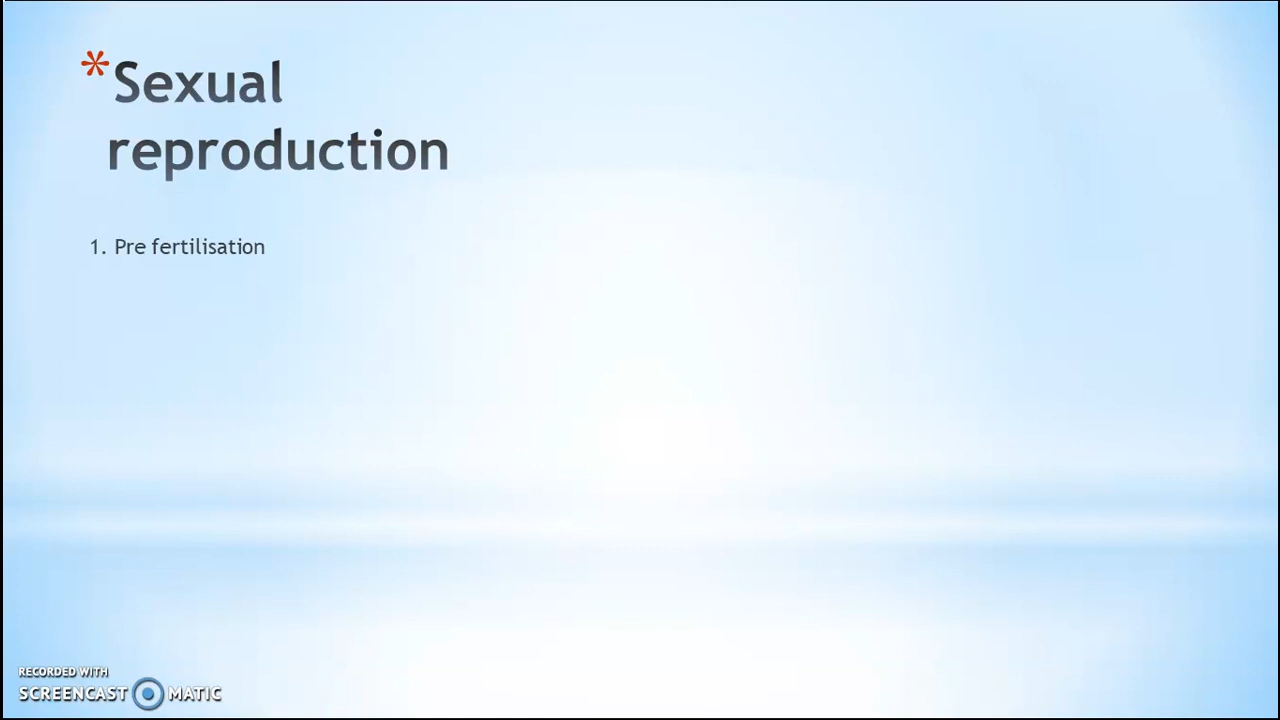 *Sexual
reproduction
1. Pre fertilisation
RECORDED WITH
SCREENCAST MATIC